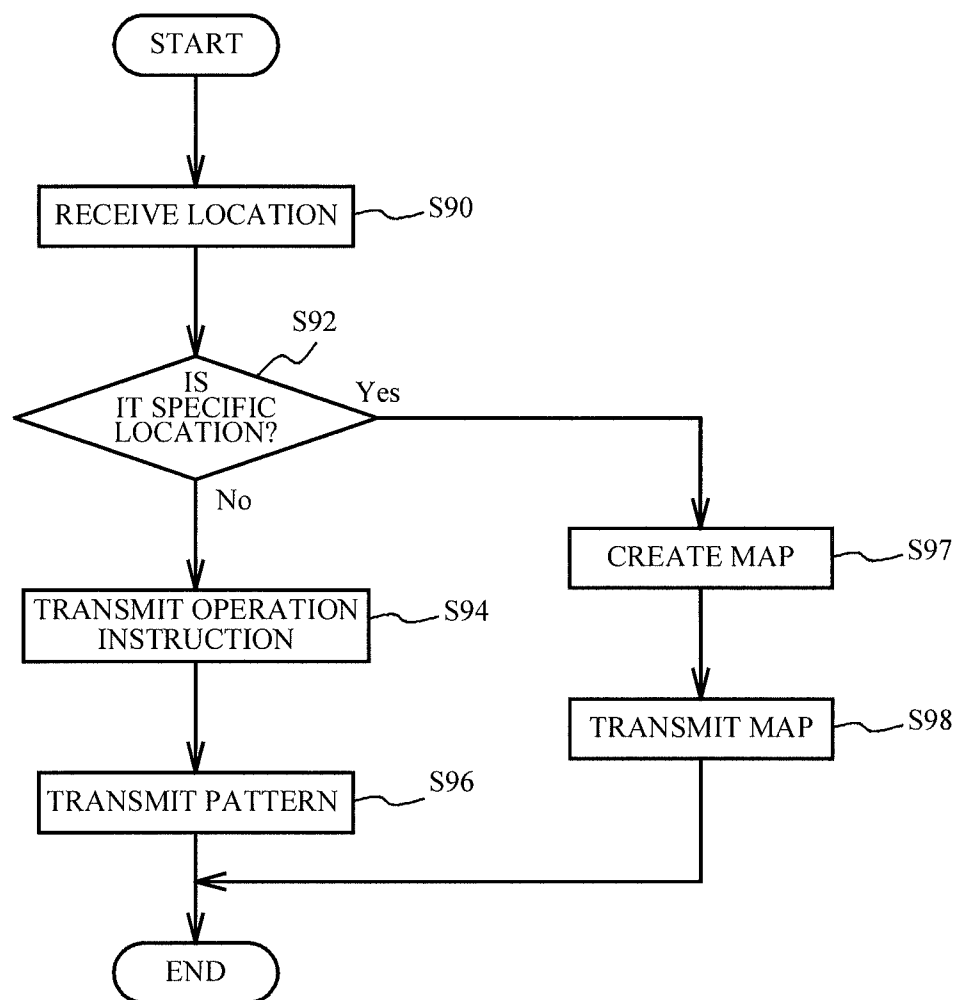 START
RECEIVE LOCATION
S90
S92
IS
IT SPECIFIC
LOCATION?
Yes
No
TRANSMIT OPERATION
INSTRUCTION
S94
CREATE MAP
S97
TRANSMIT MAP
S98
TRANSMIT PATTERN
S96
END